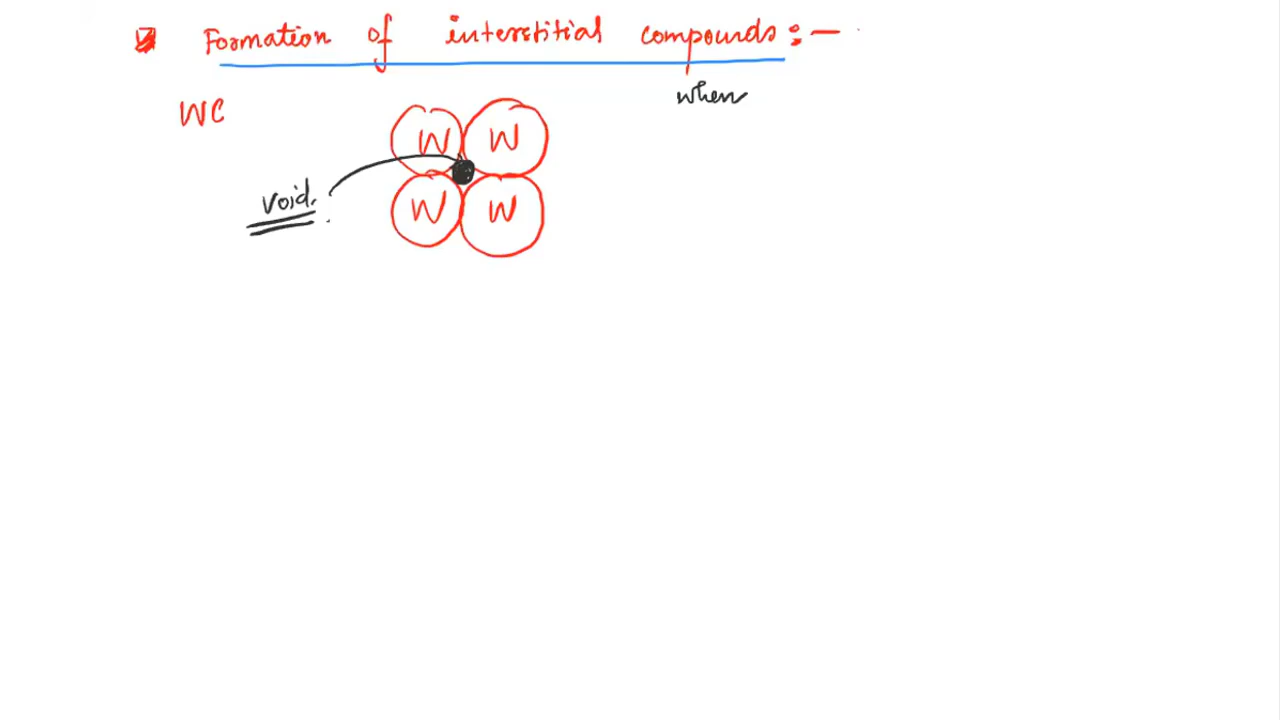 Formation of interstitial compounds :-
when
WC
W W
void.
W W